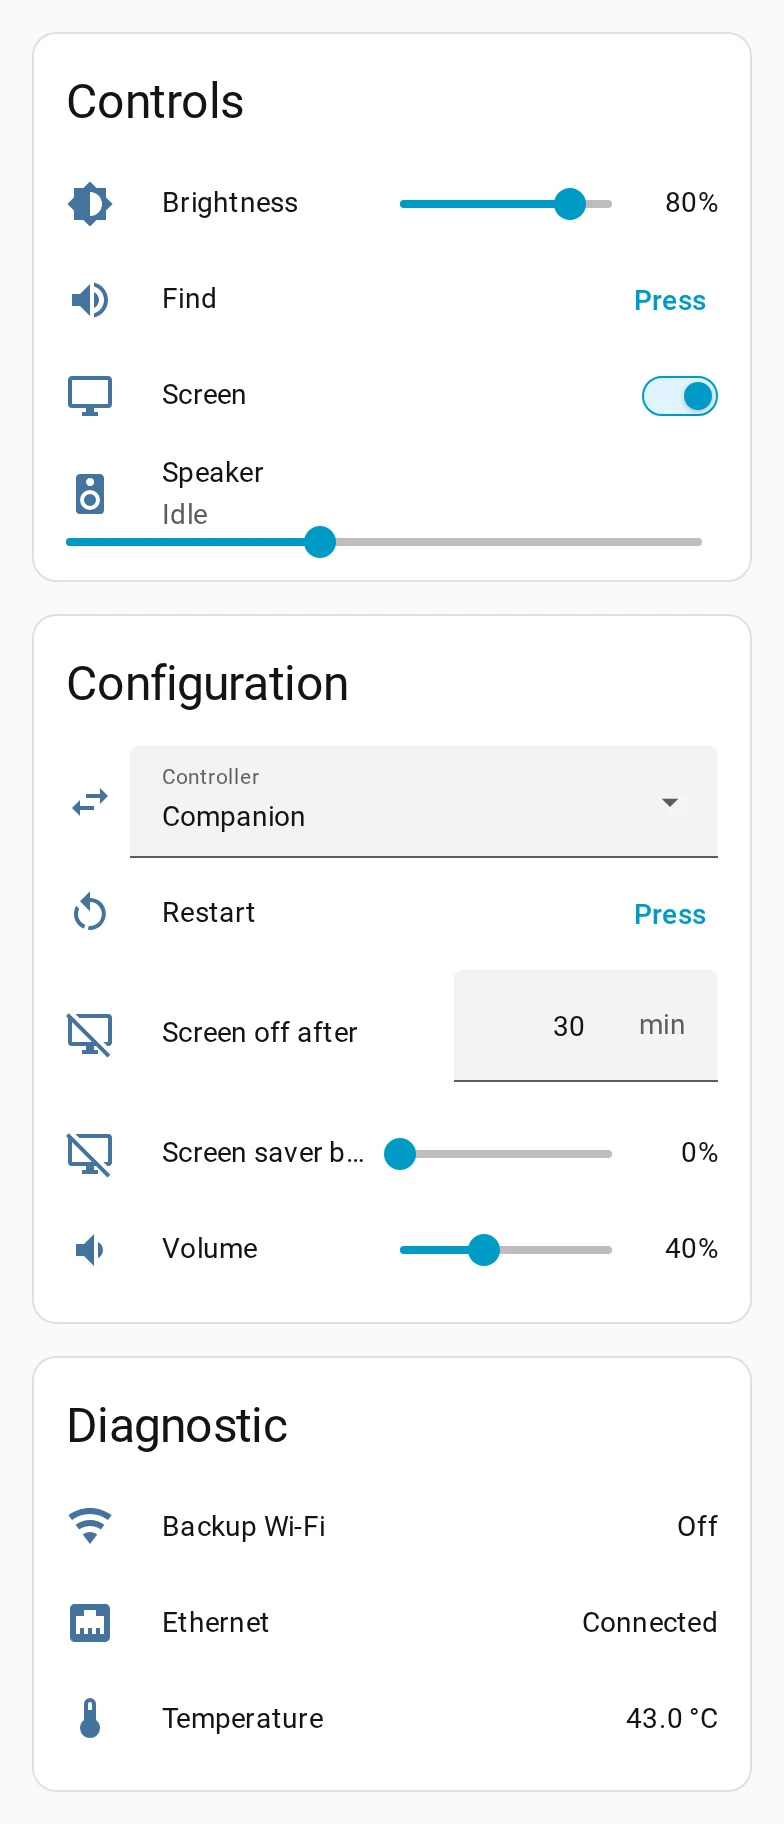 Controls
Brightness 80%
Find Press
Screen
Speaker
Idle
Configuration
Controller
Companion
Restart Press
Screen off after 30 min
Screen saver b... 0%
Volume 40%
Diagnostic
Backup Wi-Fi Off
Ethernet Connected
Temperature 43.0 °C